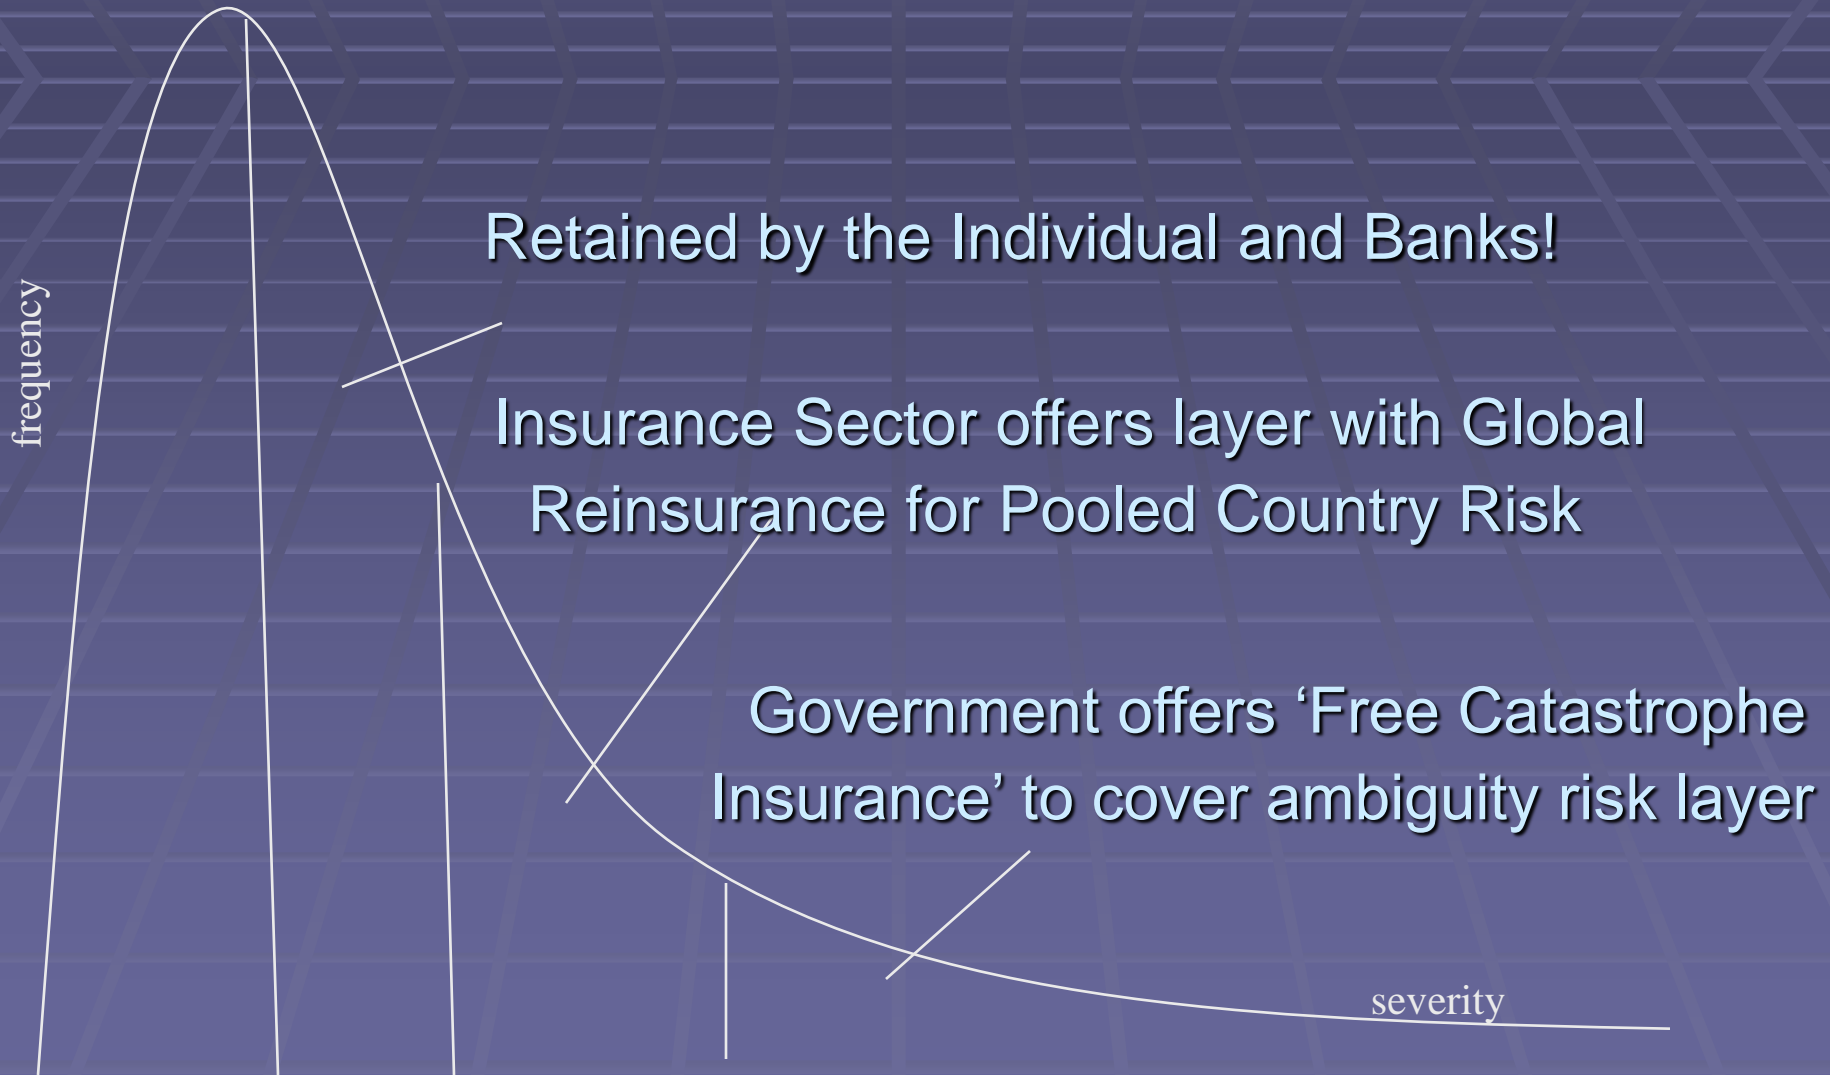 Retained by the Individual and Banks!
frequency
Insurance Sector offers layer with Global
Reinsurance for Pooled Country Risk
Government offers ‘Free Catastrophe
Insurance’ to cover ambiguity risk layer
severity